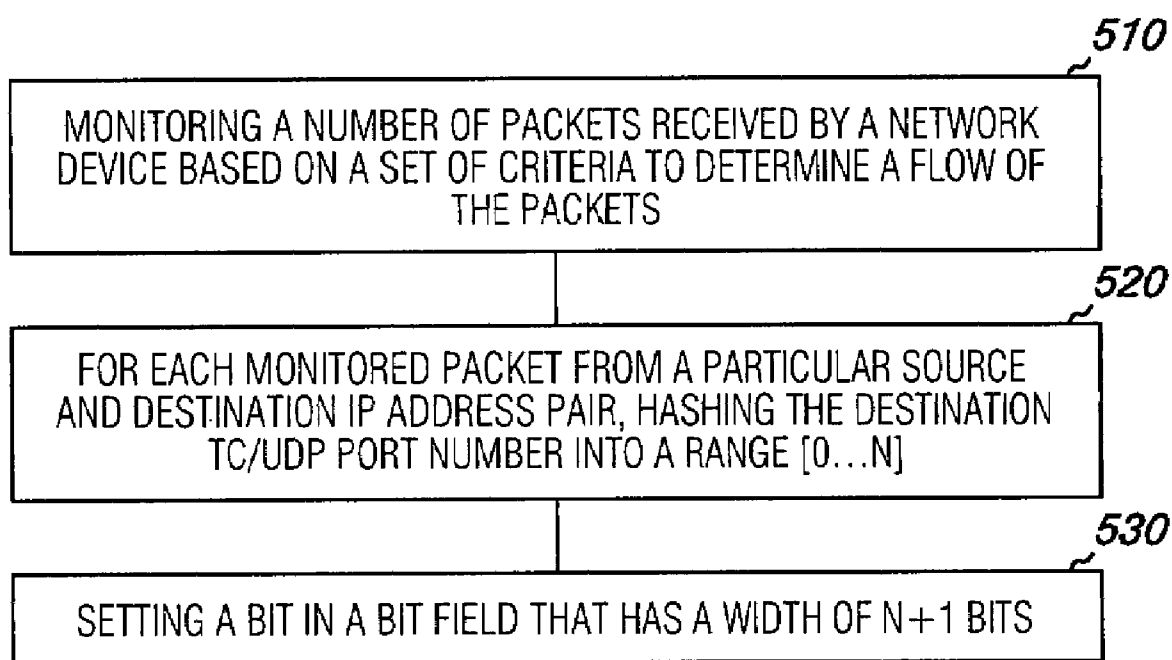 510
MONITORING A NUMBER OF PACKETS RECEIVED BY A NETWORK
DEVICE BASED ON A SET OF CRITERIA TO DETERMINE A FLOW OF
THE PACKETS
520
FOR EACH MONITORED PACKET FROM A PARTICULAR SOURCE
AND DESTINATION IP ADDRESS PAIR, HASHING THE DESTINATION
TC/UDP PORT NUMBER INTO A RANGE [0...N]
530
SETTING A BIT IN A BIT FIELD THAT HAS A WIDTH OF N+1 BITS